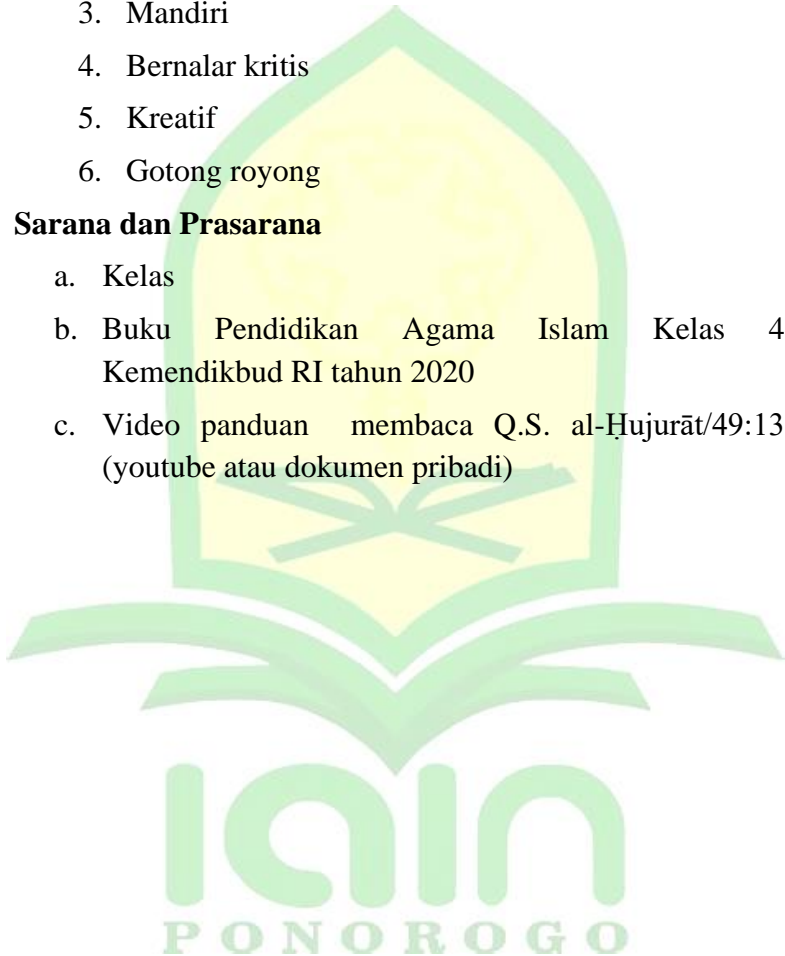 3. Mandiri
4. Bernalar kritis
5. Kreatif
6. Gotong royong
Sarana dan Prasarana
a. Kelas
b. Buku Pendidikan Agama Islam Kelas 4
Kemendikbud RI tahun 2020
c. Video panduan membaca Q.S. al-Ḥujurāt/49:13
(youtube atau dokumen pribadi)
iain
PONOROGO